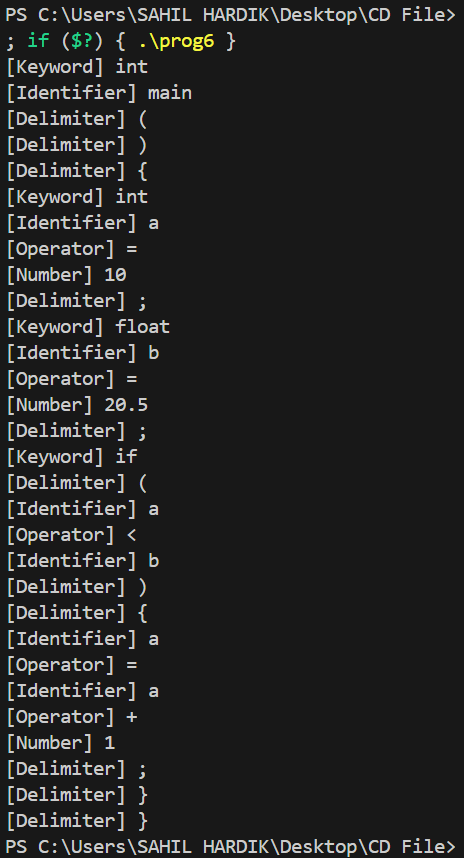 PS C:\Users\SAHIL HARDIK\Desktop\CD File>
; if ($?) { .\prog6 }
[Keyword] int
[Identifier] main
[Delimiter] (
[Delimiter] )
[Delimiter] {
[Keyword] int
[Identifier] a
[Operator] =
[Number] 10
[Delimiter] ;
[Keyword] float
[Identifier] b
[Operator] =
[Number] 20.5
[Delimiter] ;
[Keyword] if
[Delimiter] (
[Identifier] a
[Operator] <
[Identifier] b
[Delimiter] )
[Delimiter] {
[Identifier] a
[Operator] =
[Identifier] a
[Operator] +
[Number] 1
[Delimiter] ;
[Delimiter] }
[Delimiter] }
PS C:\Users\SAHIL HARDIK\Desktop\CD File>